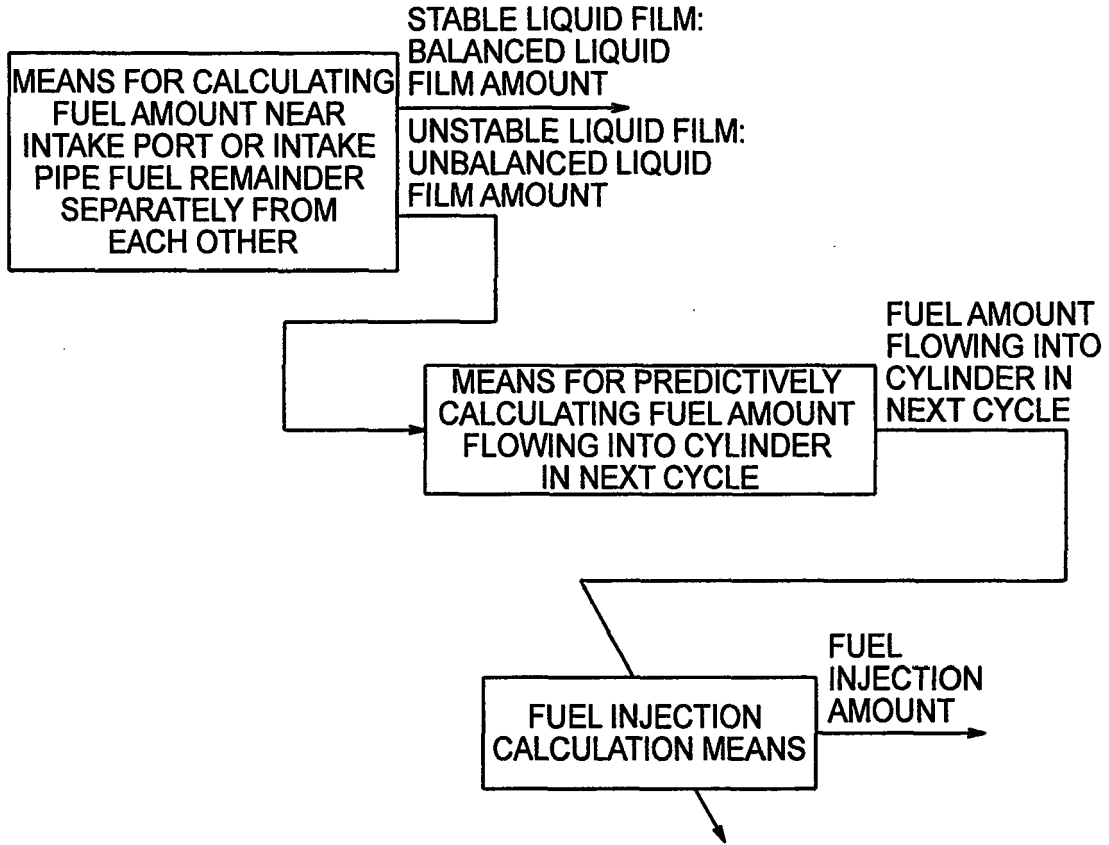 MEANS FOR CALCULATING
FUEL AMOUNT NEAR
INTAKE PORT OR INTAKE
PIPE FUEL REMAINDER
SEPARATELY FROM
EACH OTHER
STABLE LIQUID FILM:
BALANCED LIQUID
FILM AMOUNT
UNSTABLE LIQUID FILM:
UNBALANCED LIQUID
FILM AMOUNT
MEANS FOR PREDICTIVELY
CALCULATING FUEL AMOUNT
FLOWING INTO CYLINDER
IN NEXT CYCLE
FUEL AMOUNT
FLOWING INTO
CYLINDER IN
NEXT CYCLE
FUEL INJECTION
CALCULATION MEANS
FUEL
INJECTION
AMOUNT